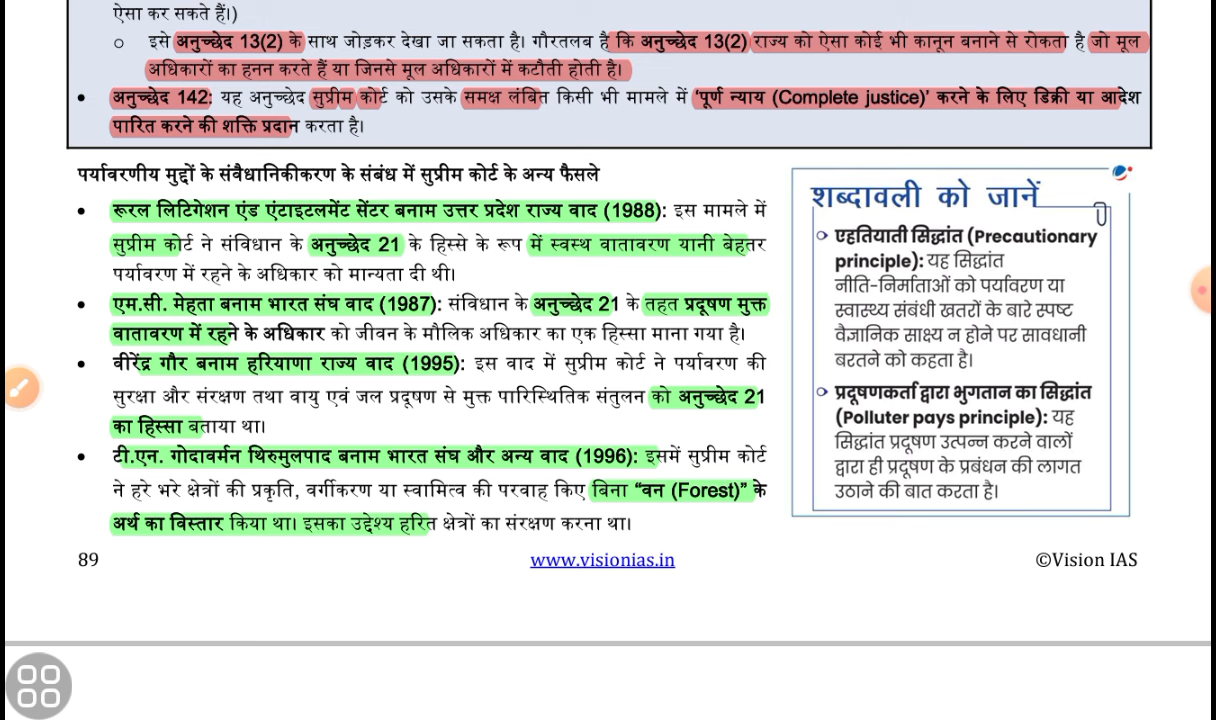 ऐसा कर सकते हैं।)
○ इसे अनुच्छेद 13(2) के साथ जोड़कर देखा जा सकता है। गौरतलब है कि अनुच्छेद 13(2) राज्य को ऐसा कोई भी कानून बनाने से रोकता है जो मूल
अधिकारों का हनन करते हैं या जिनसे मूल अधिकारों में कटौती होती है।
• अनुच्छेद 142: यह अनुच्छेद सुप्रीम कोर्ट को उसके समक्ष लंबित किसी भी मामले में ‘पूर्ण न्याय (Complete justice)’ करने के लिए डिक्री या आदेश
पारित करने की शक्ति प्रदान करता है।
पर्यावरणीय मुद्दों के संवैधानिकीकरण के संबंध में सुप्रीम कोर्ट के अन्य फैसले
• रूरल लिटिगेशन एंड एंटाइटलमेंट सेंटर बनाम उत्तर प्रदेश राज्य वाद (1988): इस मामले में
सुप्रीम कोर्ट ने संविधान के अनुच्छेद 21 के हिस्से के रूप में स्वस्थ वातावरण यानी बेहतर
पर्यावरण में रहने के अधिकार को मान्यता दी थी।
• एम.सी. मेहता बनाम भारत संघ वाद (1987): संविधान के अनुच्छेद 21 के तहत प्रदूषण मुक्त
वातावरण में रहने के अधिकार को जीवन के मौलिक अधिकार का एक हिस्सा माना गया है।
• वीरेंद्र गौर बनाम हरियाणा राज्य वाद (1995): इस वाद में सुप्रीम कोर्ट ने पर्यावरण की
सुरक्षा और संरक्षण तथा वायु एवं जल प्रदूषण से मुक्त पारिस्थितिक संतुलन को अनुच्छेद 21
का हिस्सा बताया था।
• टी.एन. गोदावर्मन थिरुमुलपाद बनाम भारत संघ और अन्य वाद (1996): इसमें सुप्रीम कोर्ट
ने हरे भरे क्षेत्रों की प्रकृति, वर्गीकरण या स्वामित्व की परवाह किए बिना “वन (Forest)” के
अर्थ का विस्तार किया था। इसका उद्देश्य हरित क्षेत्रों का संरक्षण करना था।
शब्दावली को जानें
एहतियाती सिद्धांत (Precautionary
principle): यह सिद्धांत
नीति-निर्माताओं को पर्यावरण या
स्वास्थ्य संबंधी खतरों के बारे स्पष्ट
वैज्ञानिक साक्ष्य न होने पर सावधानी
बरतने को कहता है।
प्रदूषणकर्ता द्वारा भुगतान का सिद्धांत
(Polluter pays principle): यह
सिद्धांत प्रदूषण उत्पन्न करने वालों
द्वारा ही प्रदूषण के प्रबंधन की लागत
उठाने की बात करता है।
89 www.visionias.in ©Vision IAS